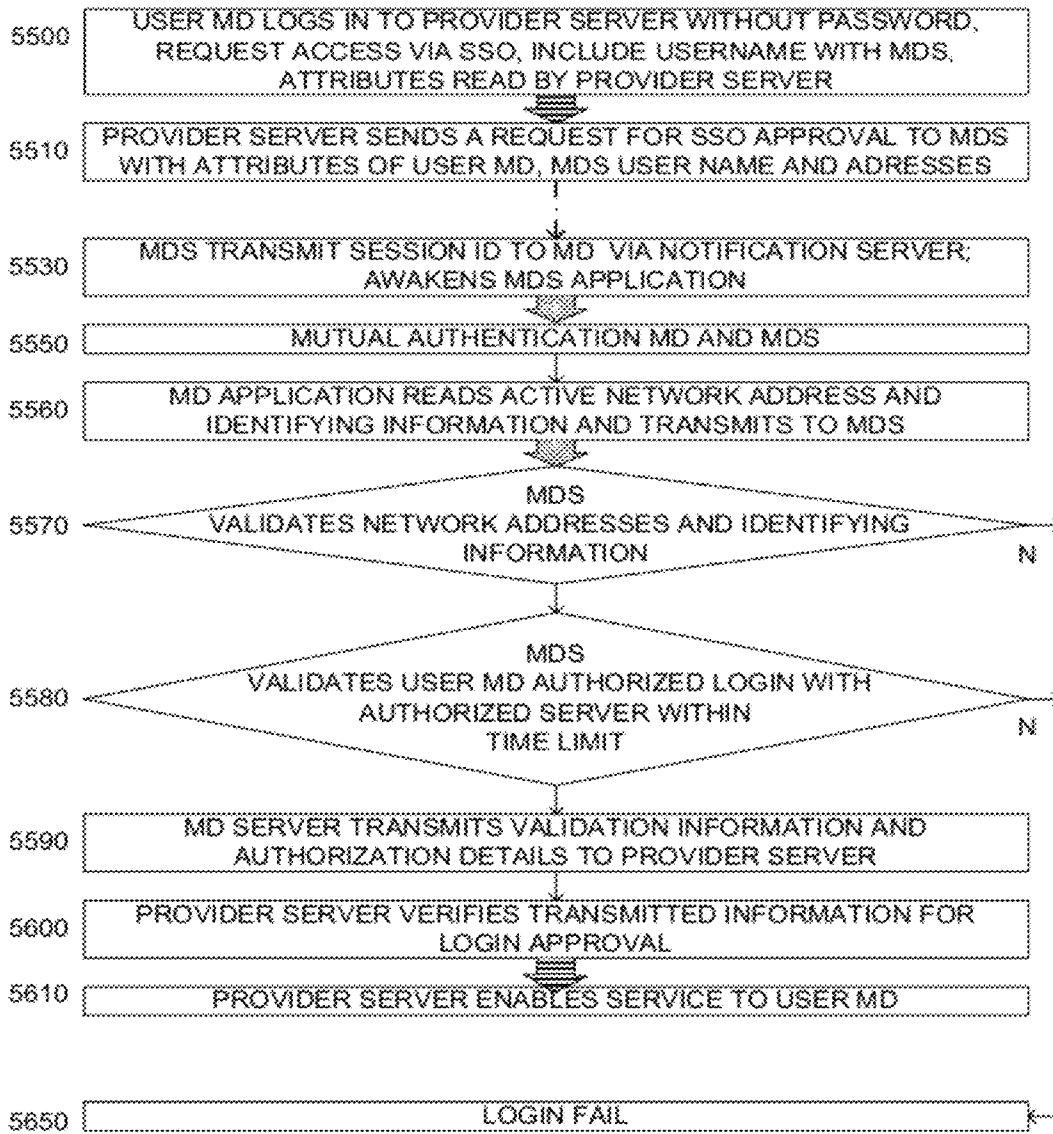 5500 USER MD LOGS IN TO PROVIDER SERVER WITHOUT PASSWORD,
REQUEST ACCESS VIA SSO, INCLUDE USERNAME WITH MDS,
ATTRIBUTES READ BY PROVIDER SERVER
5510 PROVIDER SERVER SENDS A REQUEST FOR SSO APPROVAL TO MDS
WITH ATTRIBUTES OF USER MD, MDS USER NAME AND ADRESSES
5530 MDS TRANSMIT SESSION ID TO MD VIA NOTIFICATION SERVER;
AWAKENS MDS APPLICATION
5550 MUTUAL AUTHENTICATION MD AND MDS
5560 MD APPLICATION READS ACTIVE NETWORK ADDRESS AND
IDENTIFYING INFORMATION AND TRANSMITS TO MDS
MDS
5570 VALIDATES NETWORK ADDRESSES AND IDENTIFYING
INFORMATION
N
MDS
5580 VALIDATES USER MD AUTHORIZED LOGIN WITH
AUTHORIZED SERVER WITHIN
TIME LIMIT
N
5590 MD SERVER TRANSMITS VALIDATION INFORMATION AND
AUTHORIZATION DETAILS TO PROVIDER SERVER
5600 PROVIDER SERVER VERIFIES TRANSMITTED INFORMATION FOR
LOGIN APPROVAL
5610 PROVIDER SERVER ENABLES SERVICE TO USER MD
5650 LOGIN FAIL